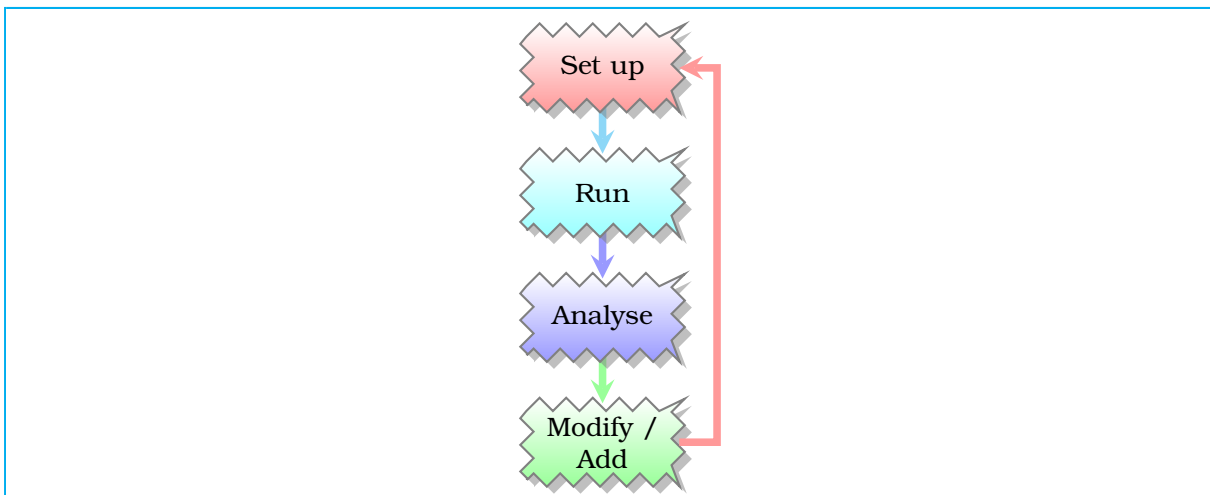 Set up
Run
Analyse
Modify /
Add